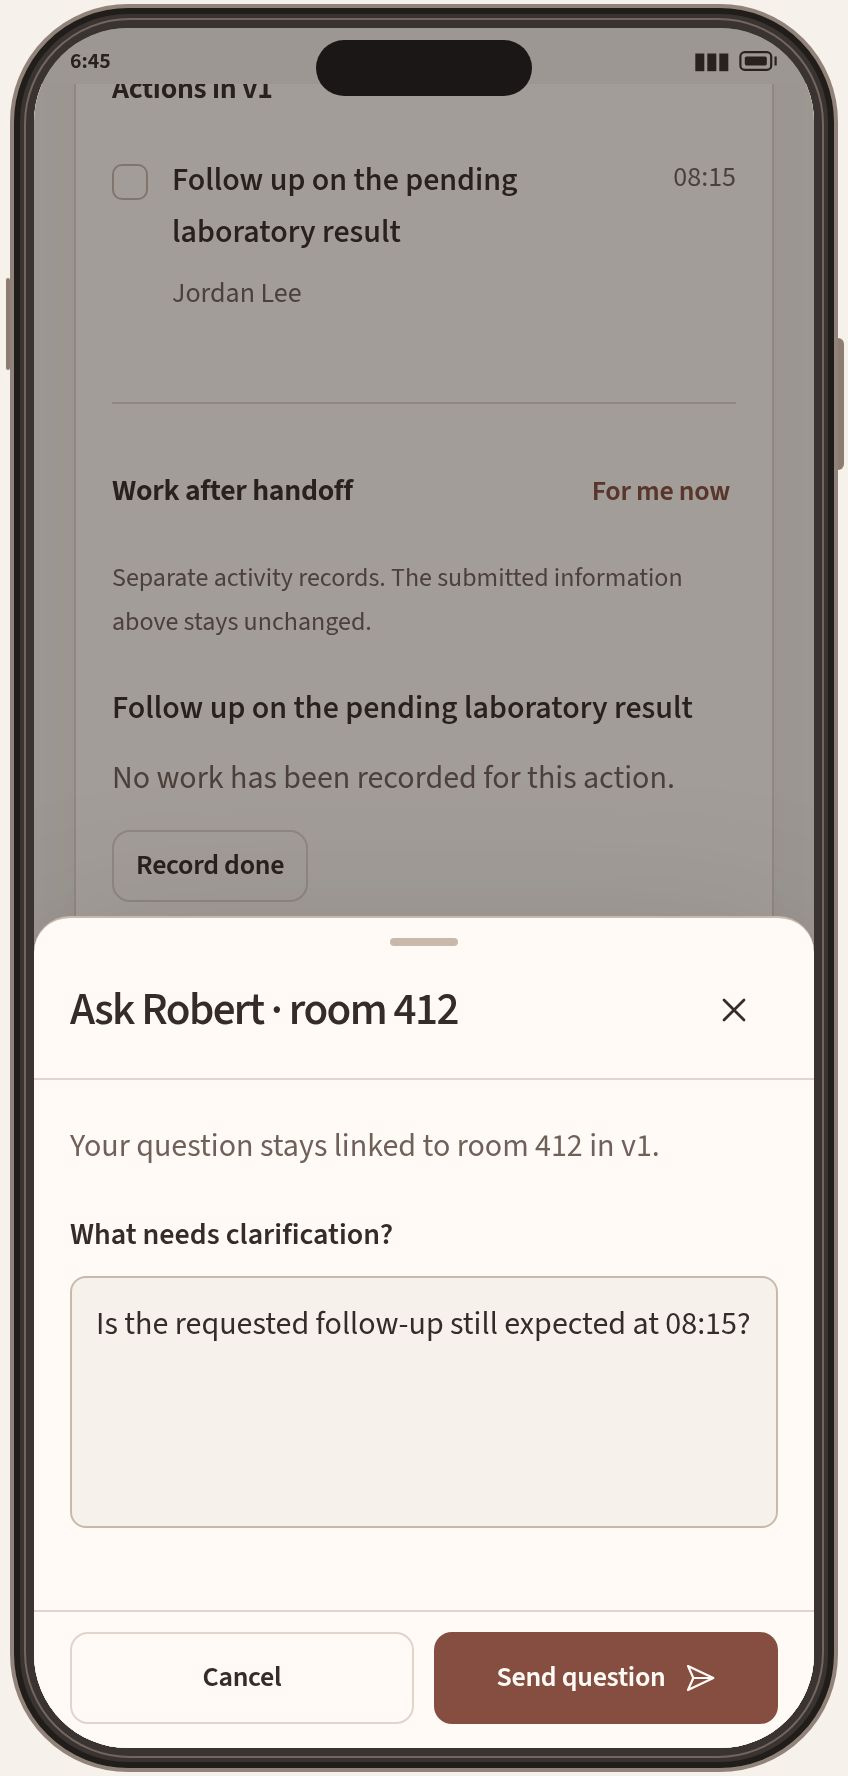 6:45
Actions in v1
Follow up on the pending
08:15
laboratory result
Jordan Lee
Work after handoff
For me now
Separate activity records. The submitted information
above stays unchanged.
Follow up on the pending laboratory result
No work has been recorded for this action.
Record done
Ask Robert · room 412
Your question stays linked to room 412 in v1.
What needs clarification?
Is the requested follow-up still expected at 08:15?
Cancel
Send question